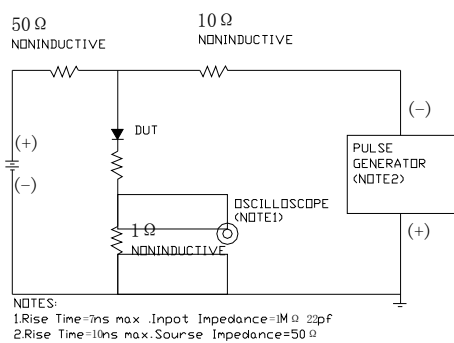 50 Ω
NONINDUCTIVE
10 Ω
NONINDUCTIVE
(+)
(-)
DUT
1 Ω
NONINDUCTIVE
OSCILLOSCOPE
(NOTE1)
(-)
PULSE
GENERATOR
(NOTE2)
(+)
NOTES:
1.Rise Time=7ns max .Inpot Impedance=1M Ω 22pf
2.Rise Time=10ns max.Sourse Impedance=50 Ω